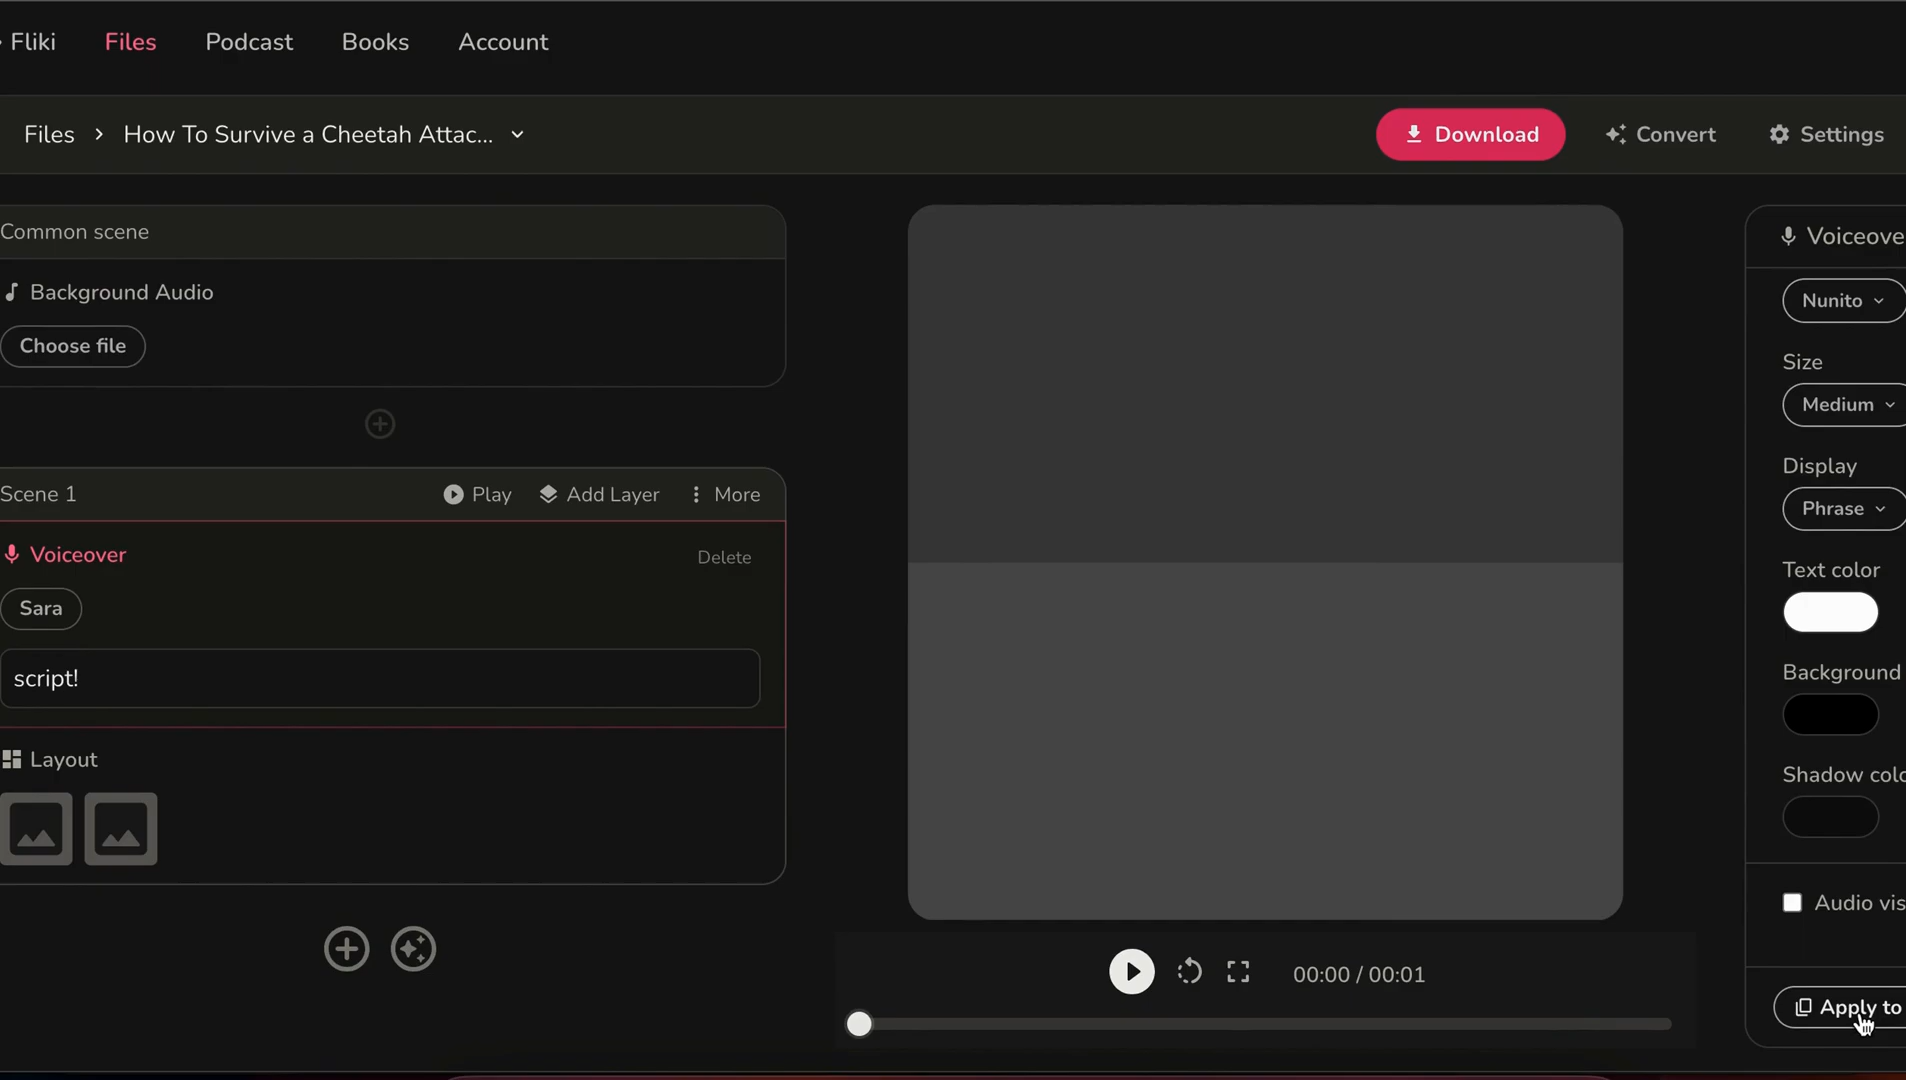 Fliki Files Podcast Books Account
Files > How To Survive a Cheetah Attac... Download Convert Settings
Common scene
Background Audio
Choose file
Scene 1 Play Add Layer More
Voiceover Delete
Sara
script!
Layout
00:00 / 00:01
Voiceove
Nunito
Size
Medium
Display
Phrase
Text color
Background
Shadow colo
Audio vis
Apply to